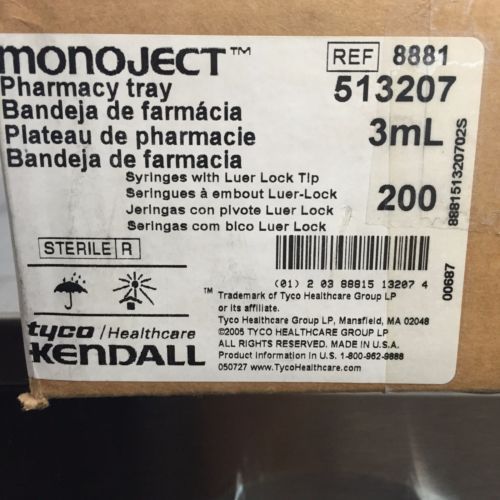 monoject™
REF 8881
513207
Pharmacy tray
Bandeja de farmácia
Plateau de pharmacie
Bandeja de farmacia
3mL
Syringes with Luer Lock Tip
Seringues à embout Luer-Lock
Jeringas con pivote Luer Lock
Seringas com bico Luer Lock
200
888151320702S
00687
STERILE R
(01) 2 03 88815 13207 4
™ Trademark of Tyco Healthcare Group LP
or its affiliate.
Tyco Healthcare Group LP, Mansfield, MA 02048
©2005 TYCO HEALTHCARE GROUP LP
ALL RIGHTS RESERVED. MADE IN U.S.A.
Product Information in U.S. 1-800-962-9888
050727 www.TycoHealthcare.com
tyco / Healthcare
KENDALL